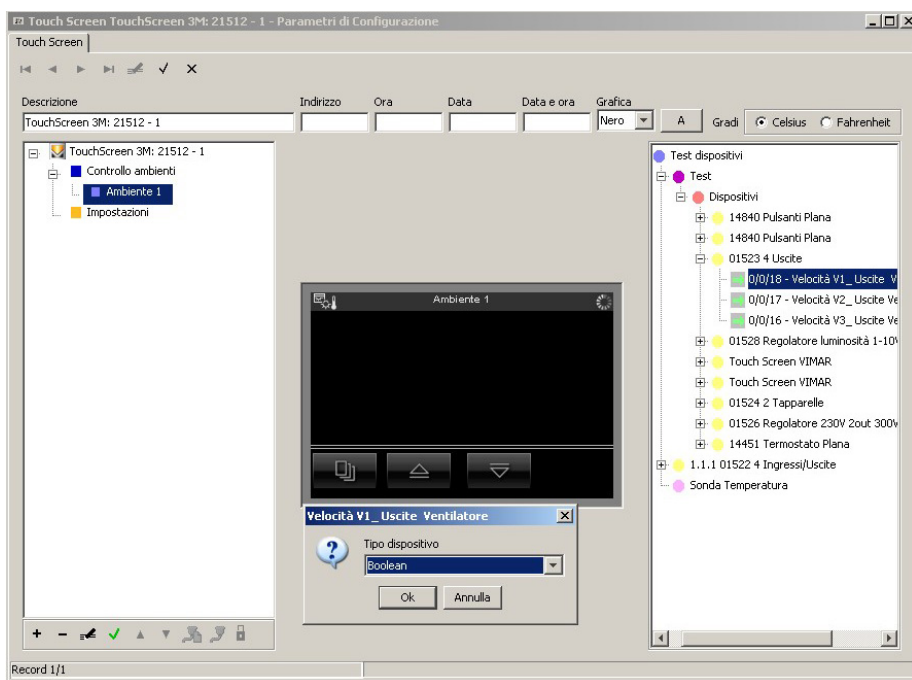 Touch Screen TouchScreen 3M: 21512 - 1 - Parametri di Configurazione
Touch Screen
Descrizione Indirizzo Ora Data Data e ora Grafica
TouchScreen 3M: 21512 - 1 Nero A Gradi Celsius Fahrenheit
TouchScreen 3M: 21512 - 1
Controllo ambienti
Ambiente 1
Impostazioni
Ambiente 1
Velocità V1_ Uscite Ventilatore
Tipo dispositivo
Boolean
Ok Annulla
Test dispositivi
Test
Dispositivi
14840 Pulsanti Plana
14840 Pulsanti Plana
01523 4 Uscite
0/0/18 - Velocità V1_ Uscite V
0/0/17 - Velocità V2_ Uscite Ve
0/0/16 - Velocità V3_ Uscite Ve
01528 Regolatore luminosità 1-10V
Touch Screen VIMAR
Touch Screen VIMAR
01524 2 Tapparelle
01526 Regolatore 230V 2out 300V
14451 Termostato Plana
1.1.1 01522 4 Ingressi/Uscite
Sonda Temperatura
Record 1/1